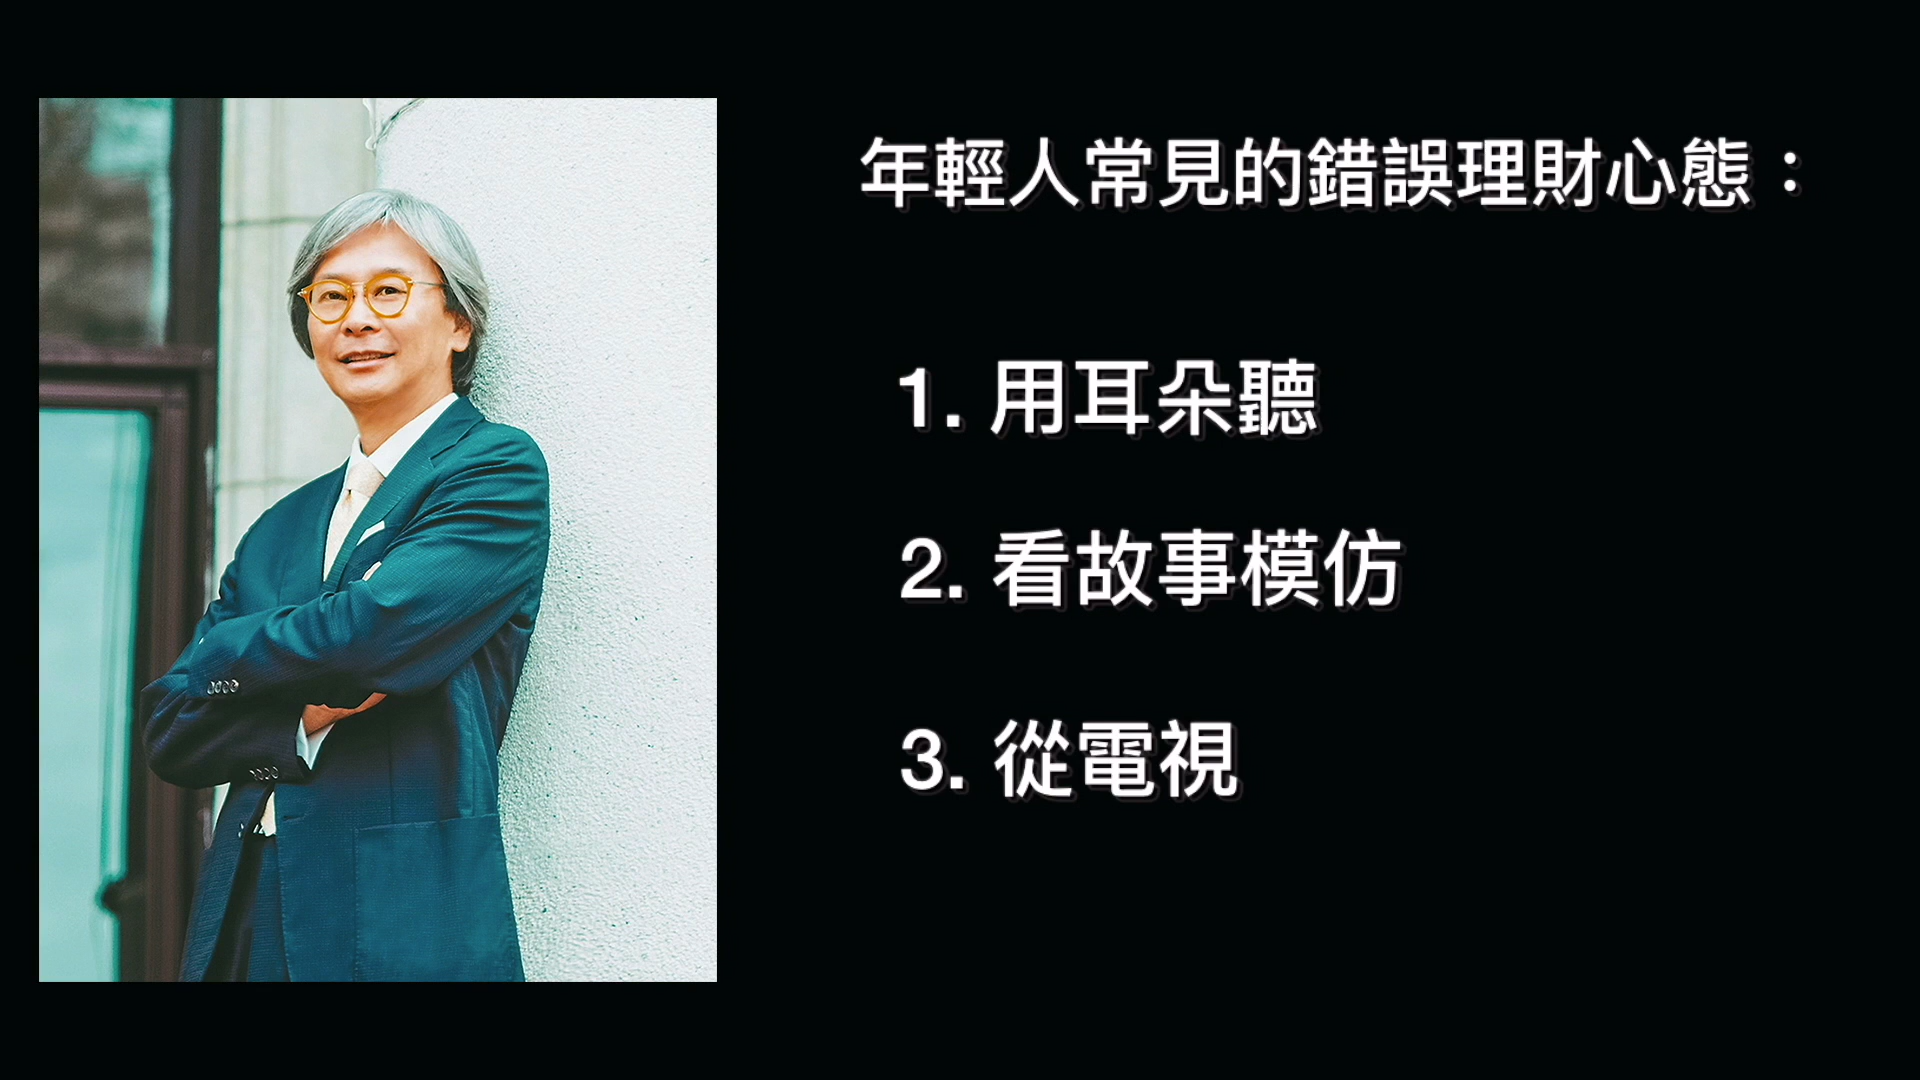 年輕人常見的錯誤理財心態：
1. 用耳朵聽
2. 看故事模仿
3. 從電視